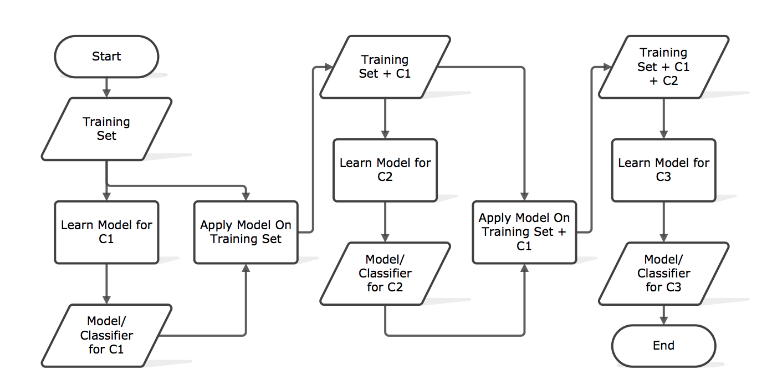 Start
Training
Set
Learn Model for
C1
Model/
Classifier
for C1
Apply Model On
Training Set
Training
Set + C1
Learn Model for
C2
Model/
Classifier
for C2
Apply Model On
Training Set +
C1
Training
Set + C1
+ C2
Learn Model for
C3
Model/
Classifier
for C3
End